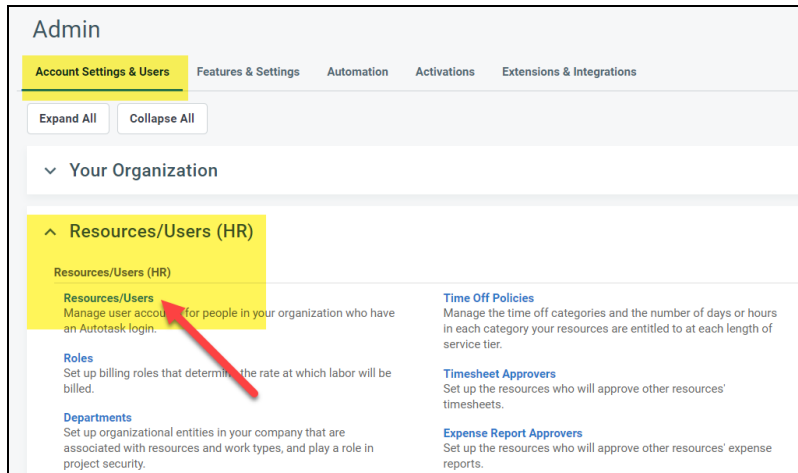 Admin
Account Settings & Users
Features & Settings
Automation
Activations
Extensions & Integrations
Expand All
Collapse All
Your Organization
Resources/Users (HR)
Resources/Users (HR)
Resources/Users
Manage user accounts for people in your organization who have
an Autotask login.
Roles
Set up billing roles that determine the rate at which labor will be
billed.
Departments
Set up organizational entities in your company that are
associated with resources and work types, and play a role in
project security.
Time Off Policies
Manage the time off categories and the number of days or hours
in each category your resources are entitled to at each length of
service tier.
Timesheet Approvers
Set up the resources who will approve other resources'
timesheets.
Expense Report Approvers
Set up the resources who will approve other resources' expense
reports.